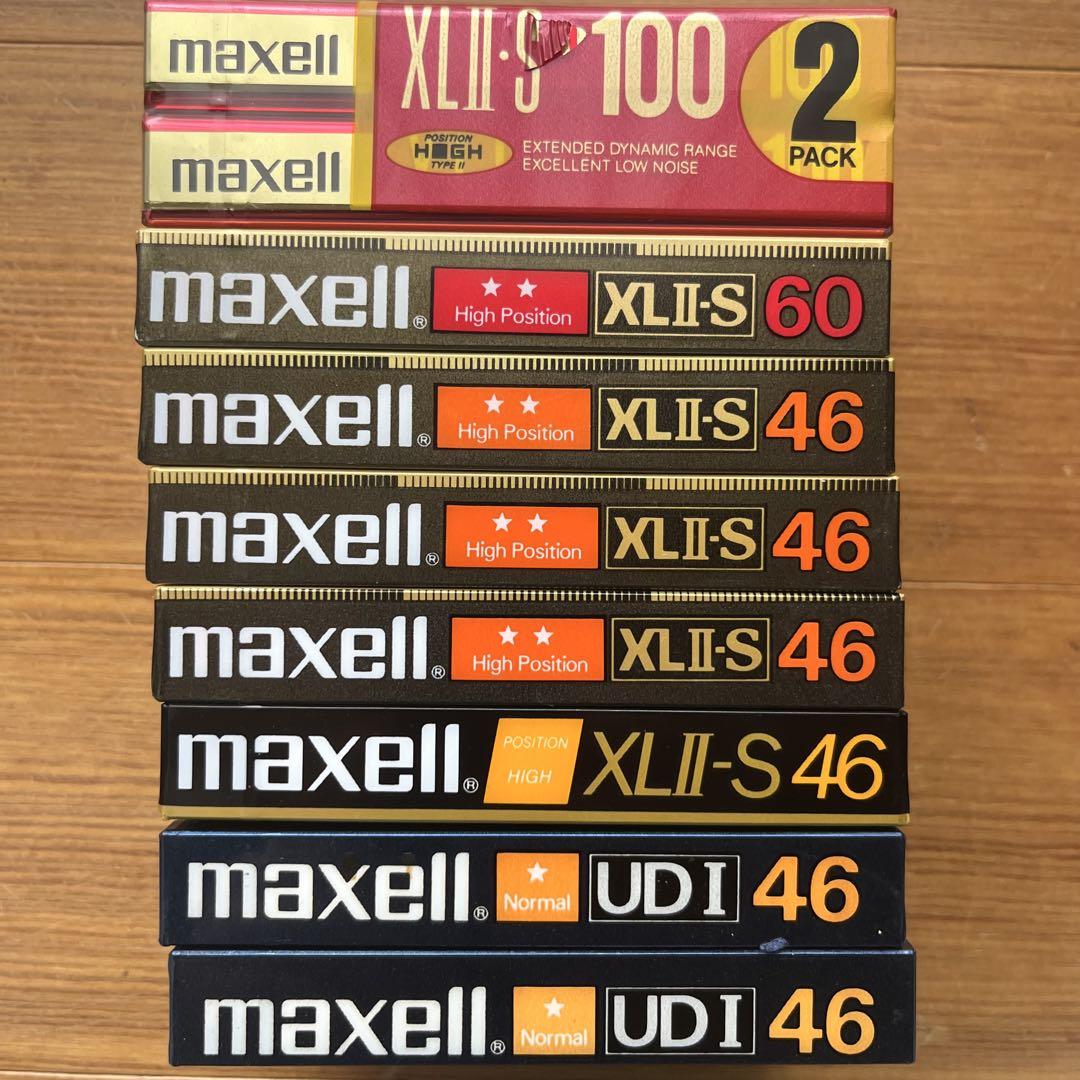 maxell
maxell
XLII·S·100
POSITION
HIGH
TYPE II
EXTENDED DYNAMIC RANGE
EXCELLENT LOW NOISE
2
PACK
maxell® ★★ High Position XLII-S 60
maxell® ★★ High Position XLII-S 46
maxell® ★★ High Position XLII-S 46
maxell® ★★ High Position XLII-S 46
maxell® POSITION HIGH XLII-S 46
maxell® ★ Normal UD I 46
maxell® ★ Normal UD I 46